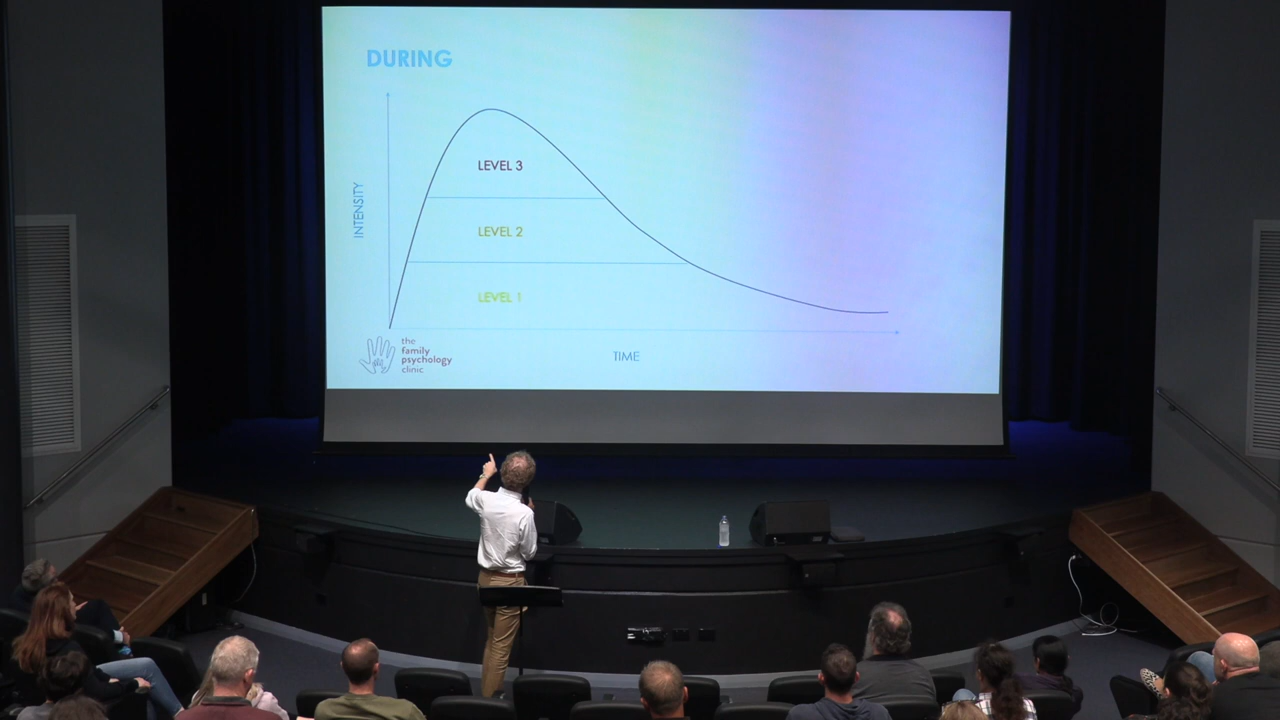 DURING
LEVEL 3
INTENSITY
LEVEL 2
LEVEL 1
the
family
psychology
clinic
TIME